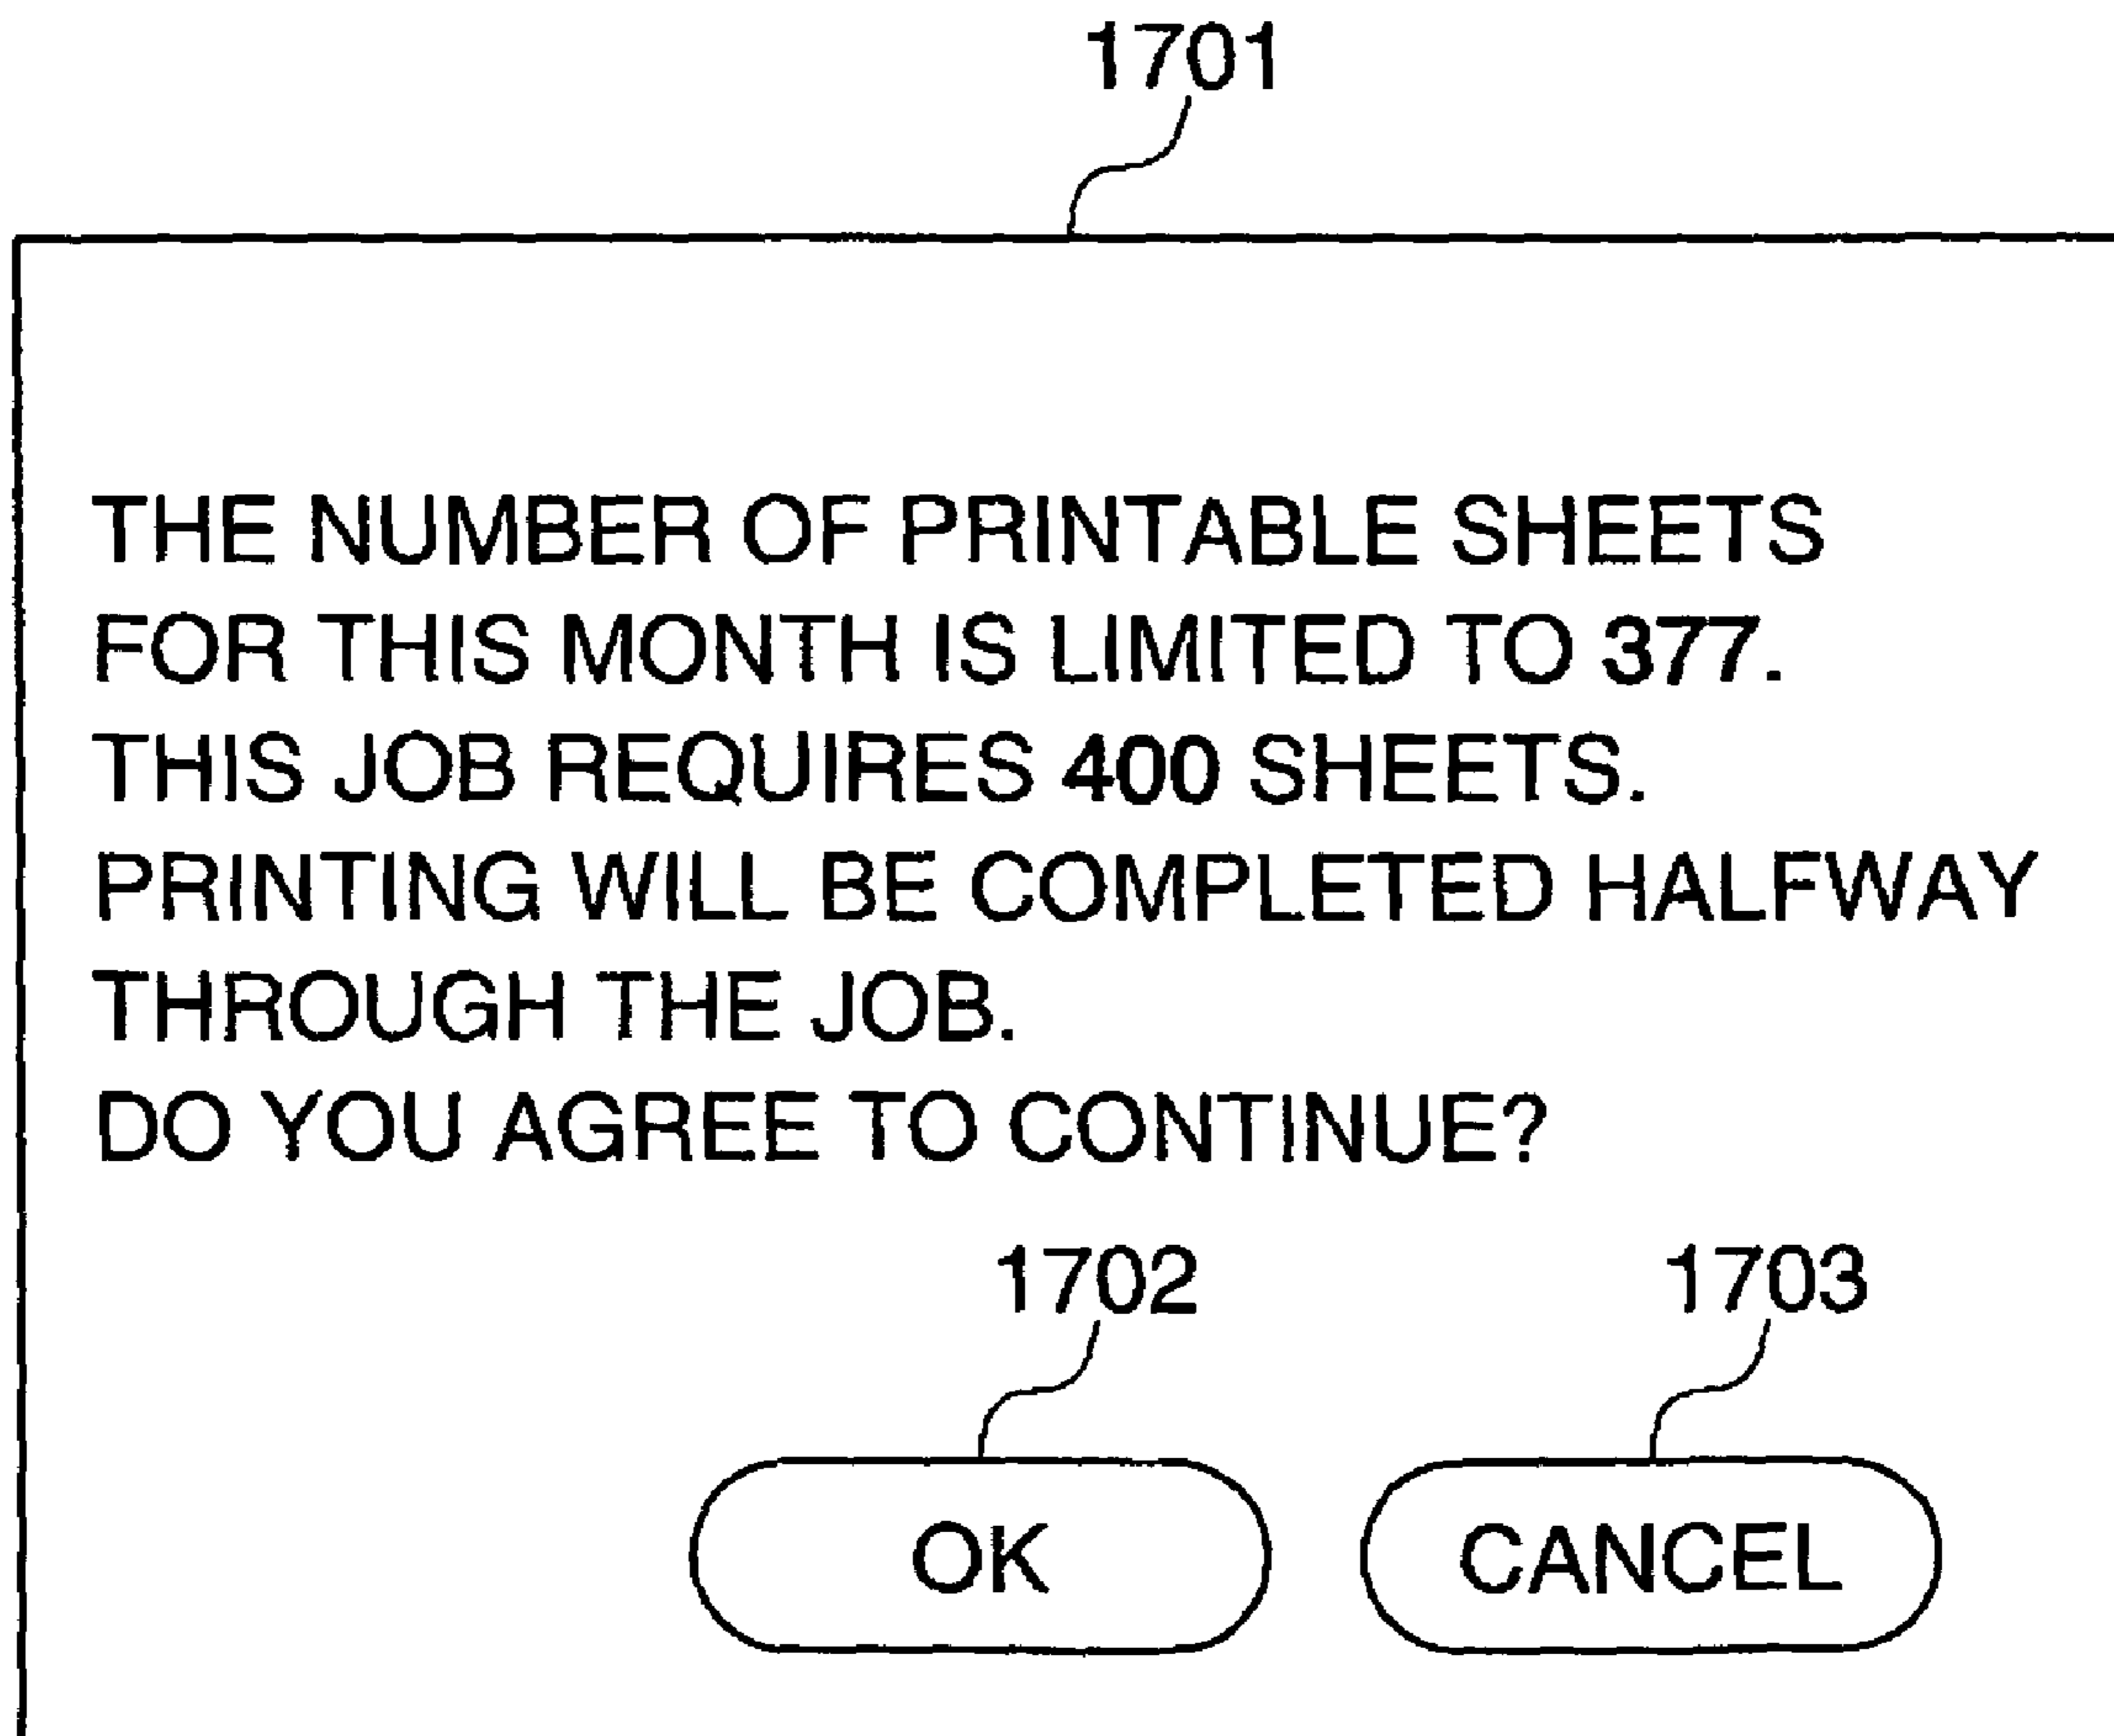 1701
THE NUMBER OF PRINTABLE SHEETS
FOR THIS MONTH IS LIMITED TO 377.
THIS JOB REQUIRES 400 SHEETS.
PRINTING WILL BE COMPLETED HALFWAY
THROUGH THE JOB.
DO YOU AGREE TO CONTINUE?
1702 1703
OK CANCEL